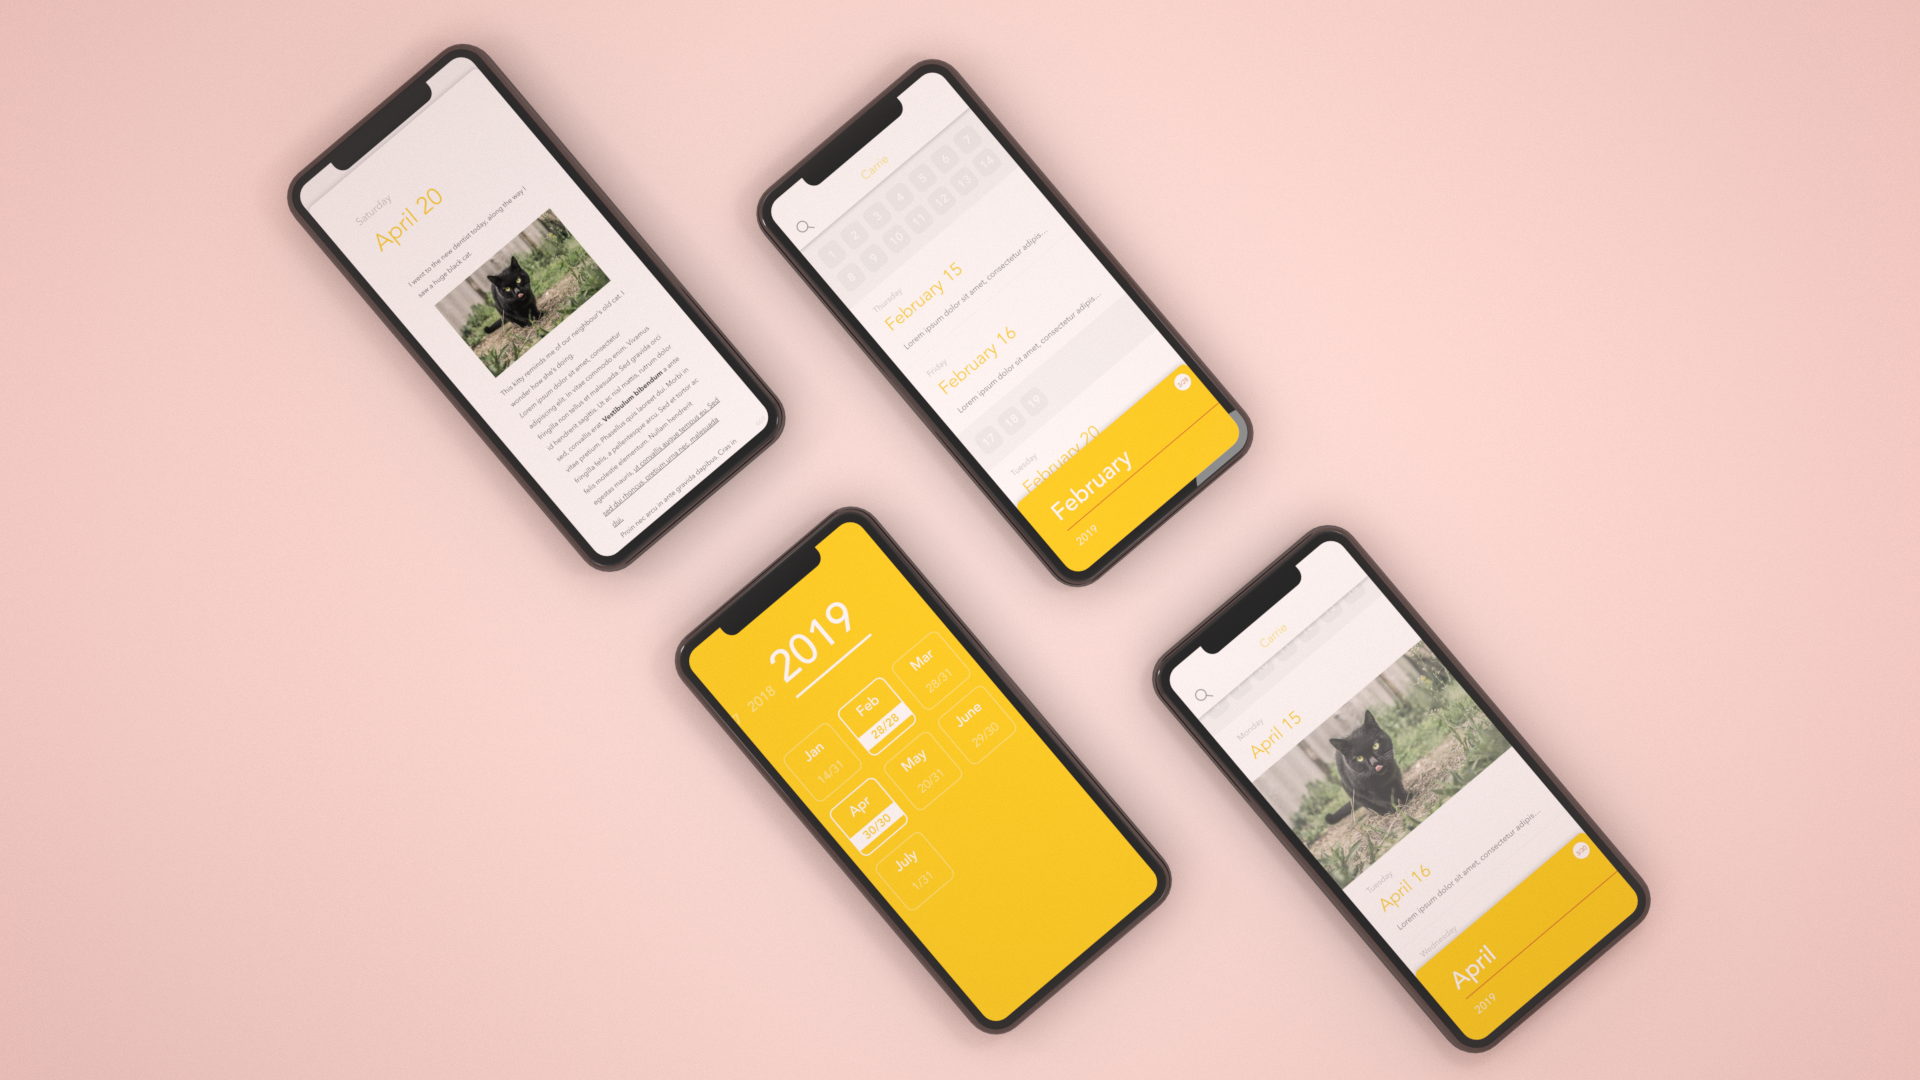 Saturday
April 20
I went to the new dentist today, along the way I
saw a huge black cat.
This kitty reminds me of our neighbour's old cat. I
wonder how she's doing.
Lorem ipsum dolor sit amet, consectetur
adipiscing elit. In vitae commodo enim. Vivamus
fringilla non tellus et malesuada. Sed gravida orci
id hendrerit sagittis. Ut ac nisl mattis, rutrum dolor
sed, convallis erat. Vestibulum bibendum a ante
vitae pretium. Phasellus quis laoreet dui. Morbi in
fringilla felis, a pellentesque arcu. Sed et tortor ac
felis molestie elementum. Nullam hendrerit
egestas mauris, ut convallis augue tempus eu. Sed
sed dui rhoncus, pretium urna nec, malesuada
dui.
Proin nec arcu in ante gravida dapibus. Cras in
Carrie
1 2 3 4 5 6 7
8 9 10 11 12 13 14
Thursday
February 15
Lorem ipsum dolor sit amet, consectetur adipis...
Friday
February 16
Lorem ipsum dolor sit amet, consectetur adipis...
17 18 19
Tuesday
February 20
February
2019
2018
2019
Jan
14/31
Feb
28/28
Mar
28/31
Apr
30/30
May
20/31
June
29/30
July
1/31
Carrie
Monday
April 15
Tuesday
April 16
Lorem ipsum dolor sit amet, consectetur adipis...
Wednesday
April
2019